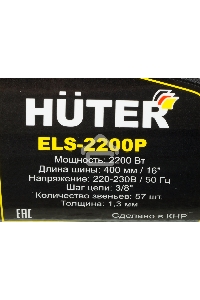 HÜTER
ELS-2200P
Мощность: 2200 Вт
Длина шины: 400 мм / 16"
Напряжение: 220-230В / 50 Гц
Шаг цепи: 3/8"
Количество звеньев: 57 шт.
Толщина: 1,3 мм
EAC Сделано в КНР